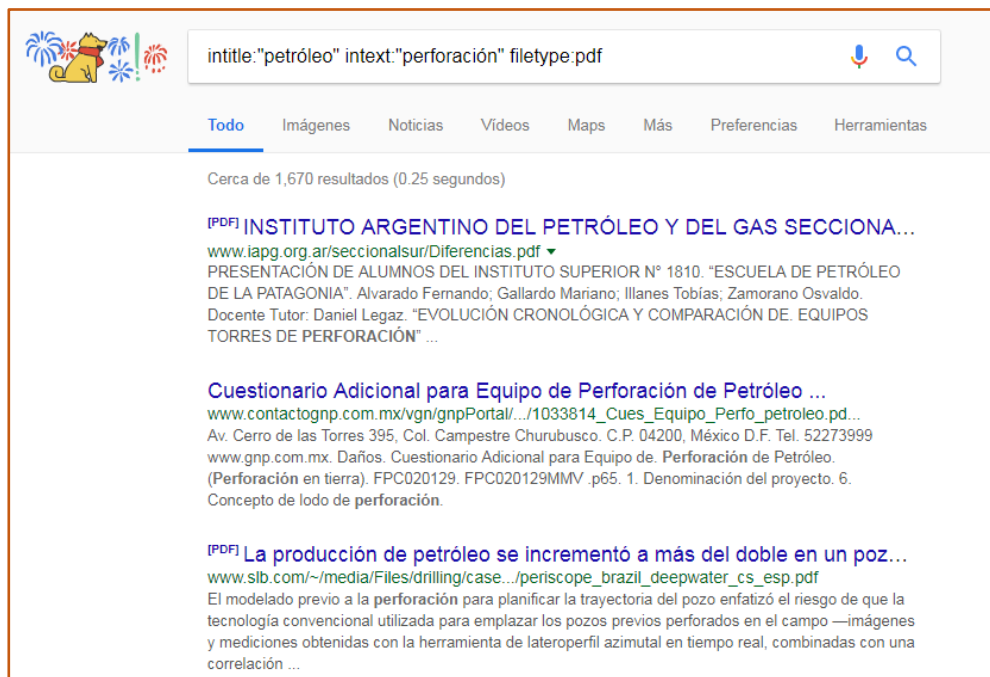 intitle:"petróleo" intext:"perforación" filetype:pdf
Todo Imágenes Noticias Vídeos Maps Más Preferencias Herramientas
Cerca de 1,670 resultados (0.25 segundos)
[PDF] INSTITUTO ARGENTINO DEL PETRÓLEO Y DEL GAS SECCIONA...
www.iapg.org.ar/seccionalsur/Diferencias.pdf
PRESENTACIÓN DE ALUMNOS DEL INSTITUTO SUPERIOR N° 1810. “ESCUELA DE PETRÓLEO
DE LA PATAGONIA”. Alvarado Fernando; Gallardo Mariano; Illanes Tobías; Zamorano Osvaldo.
Docente Tutor: Daniel Legaz. “EVOLUCIÓN CRONOLÓGICA Y COMPARACIÓN DE. EQUIPOS
TORRES DE PERFORACIÓN” ...
Cuestionario Adicional para Equipo de Perforación de Petróleo ...
www.contactognp.com.mx/vgn/gnpPortal/.../1033814_Cues_Equipo_Perfo_petroleo.pd...
Av. Cerro de las Torres 395, Col. Campestre Churubusco. C.P. 04200, México D.F. Tel. 52273999
www.gnp.com.mx. Daños. Cuestionario Adicional para Equipo de. Perforación de Petróleo.
(Perforación en tierra). FPC020129. FPC020129MMV .p65. 1. Denominación del proyecto. 6.
Concepto de lodo de perforación.
[PDF] La producción de petróleo se incrementó a más del doble en un poz...
www.slb.com/~/media/Files/drilling/case.../periscope_brazil_deepwater_cs_esp.pdf
El modelado previo a la perforación para planificar la trayectoria del pozo enfatizó el riesgo de que la
tecnología convencional utilizada para emplazar los pozos previos perforados en el campo —imágenes
y mediciones obtenidas con la herramienta de lateroperfil azimutal en tiempo real, combinadas con una
correlación ...